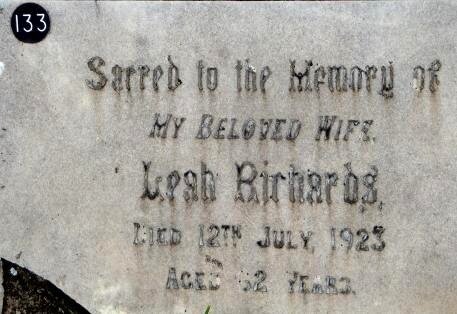 133
Sacred to the Memory of
MY BELOVED WIFE.
Leah Richards,
DIED 12TH JULY, 1923
AGED YEARS.